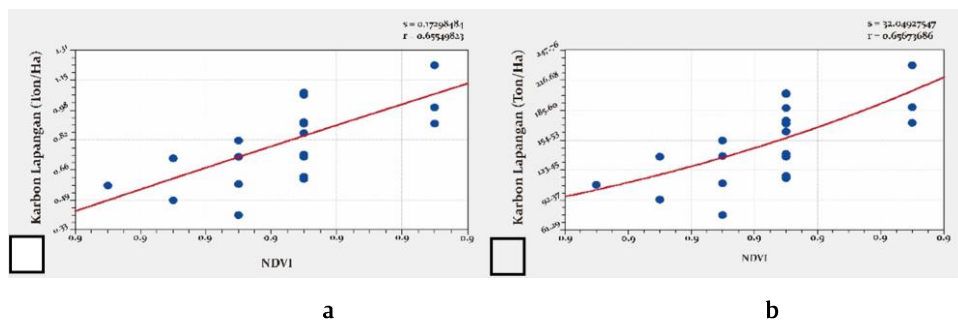 s = 0.17298484
r = 0.65549823
Karbon Lapangan (Ton/Ha)
1.31
1.15
0.98
0.82
0.66
0.49
0.33
0.9 0.9 0.9 0.9 0.9 0.9 0.9
NDVI
a
s = 32.04927547
r = 0.65673686
Karbon Lapangan (Ton/Ha)
247.76
216.68
185.60
154.53
123.45
92.37
61.29
0.9 0.9 0.9 0.9 0.9 0.9 0.9
NDVI
b